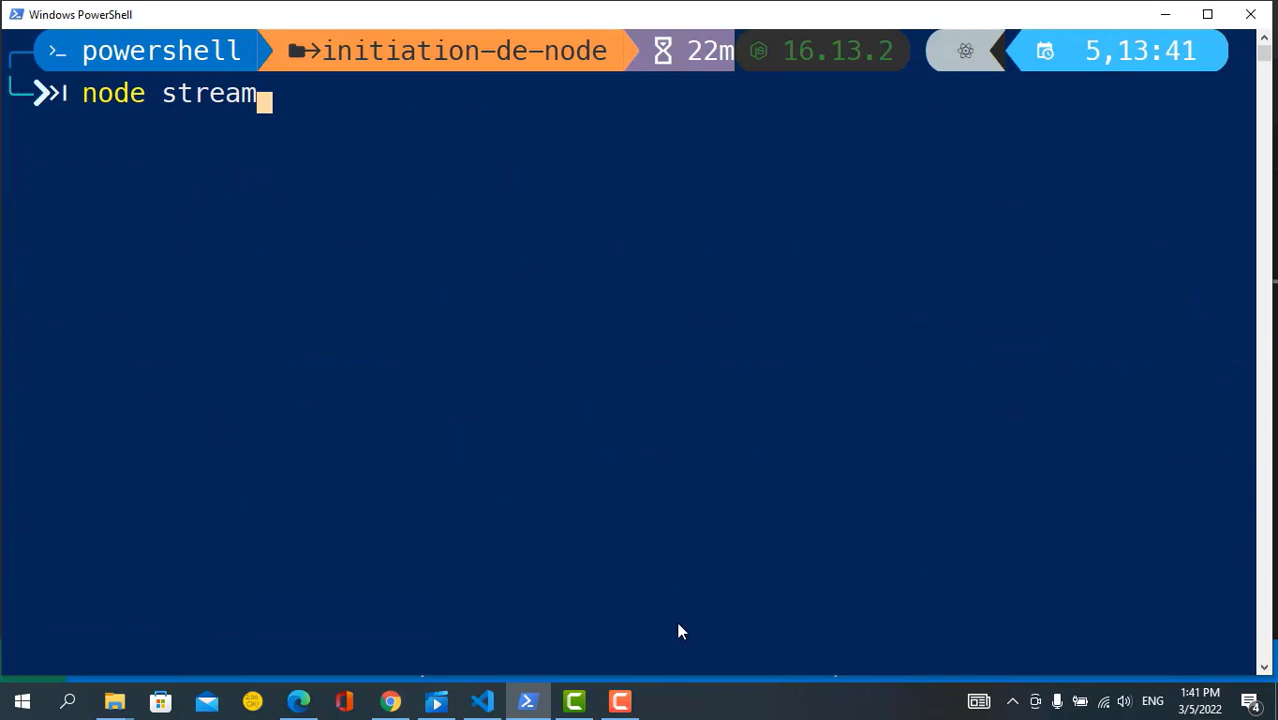 Windows PowerShell
powershell initiation-de-node 22m 16.13.2 5,13:41
node stream
ENG
1:41 PM
3/5/2022
4